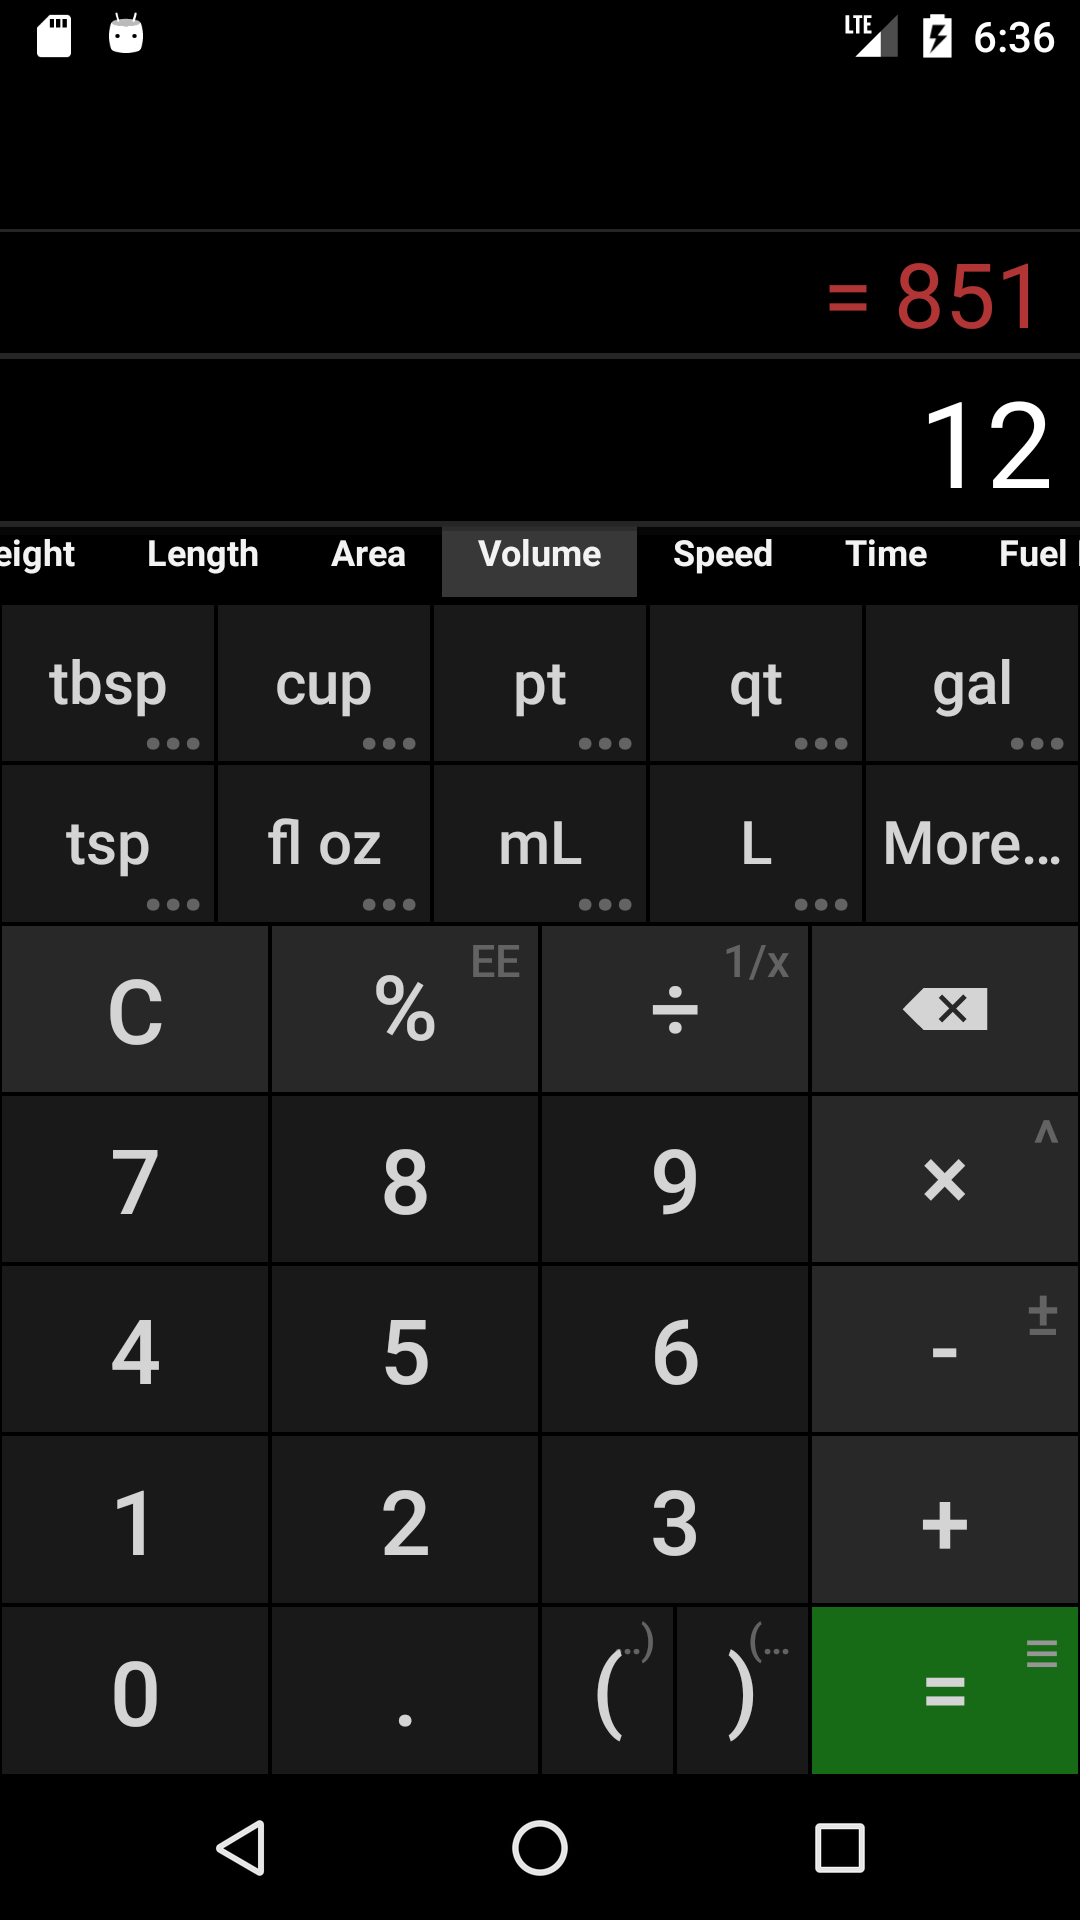 LTE 6:36
= 851
12
eight Length Area Volume Speed Time Fuel
tbsp cup pt qt gal
tsp fl oz mL L More...
C % EE ÷ 1/x
7 8 9 × ^
4 5 6 - ±
1 2 3 +
0 . ( ..) ) (... =